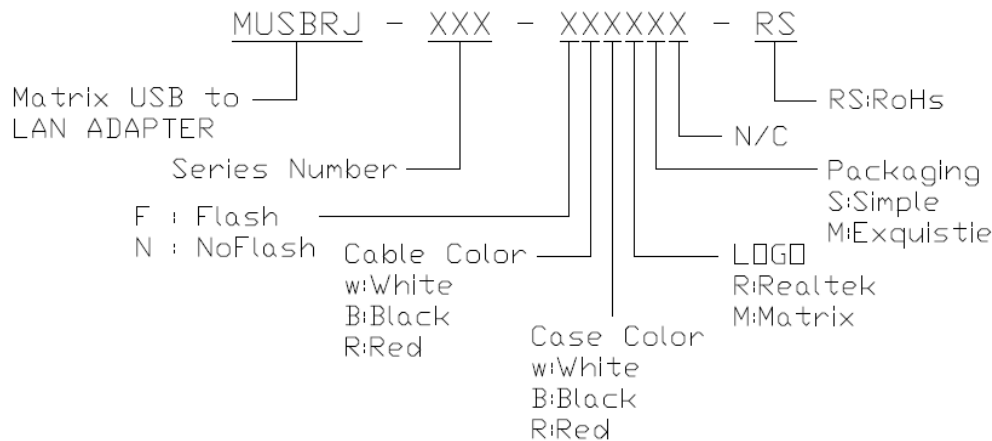 MUSBRJ - XXX - XXXXXX - RS
Matrix USB to
LAN ADAPTER
RS:RoHs
N/C
Series Number
Packaging
S:Simple
M:Exquistie
F : Flash
N : NoFlash
Cable Color
w:White
B:Black
R:Red
LOGO
R:Realtek
M:Matrix
Case Color
w:White
B:Black
R:Red